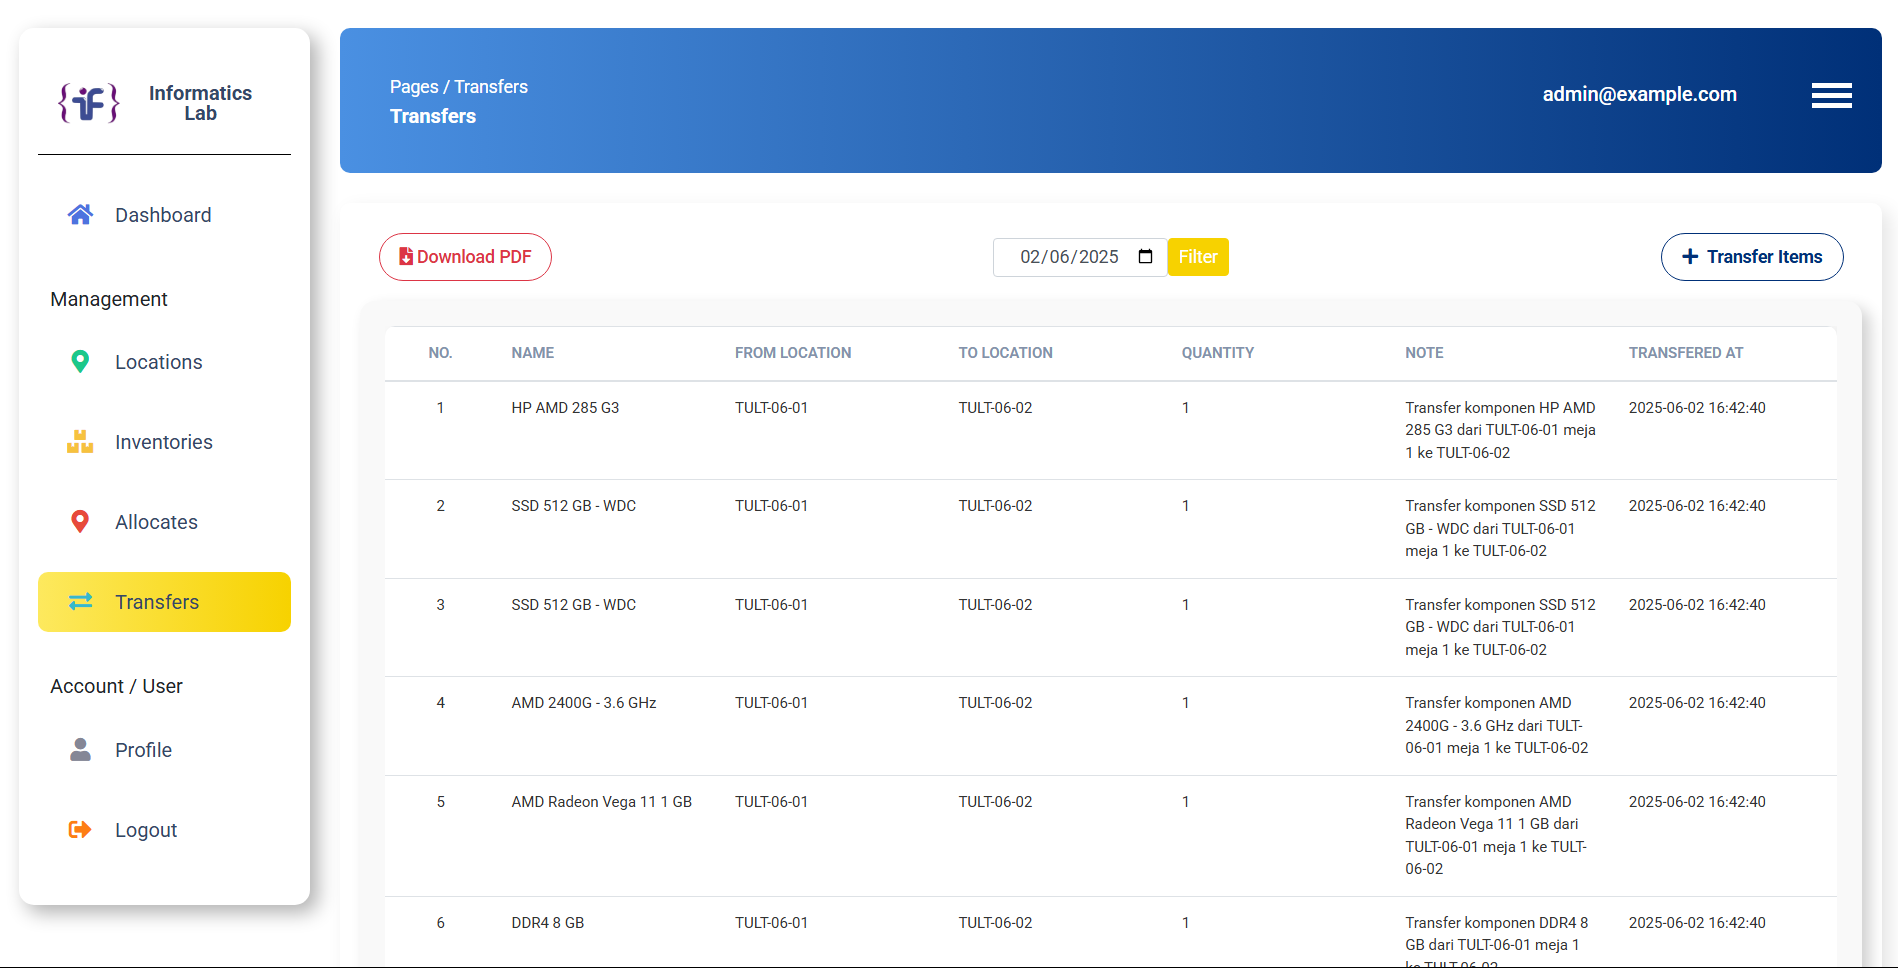 {if} Informatics
Lab
Dashboard
Management
Locations
Inventories
Allocates
Transfers
Account / User
Profile
Logout
Pages / Transfers
Transfers
admin@example.com
Download PDF
02/06/2025
Filter
+ Transfer Items
NO. NAME FROM LOCATION TO LOCATION QUANTITY NOTE TRANSFERED AT
1 HP AMD 285 G3 TULT-06-01 TULT-06-02 1 Transfer komponen HP AMD 2025-06-02 16:42:40
285 G3 dari TULT-06-01 meja
1 ke TULT-06-02
2 SSD 512 GB - WDC TULT-06-01 TULT-06-02 1 Transfer komponen SSD 512 2025-06-02 16:42:40
GB - WDC dari TULT-06-01
meja 1 ke TULT-06-02
3 SSD 512 GB - WDC TULT-06-01 TULT-06-02 1 Transfer komponen SSD 512 2025-06-02 16:42:40
GB - WDC dari TULT-06-01
meja 1 ke TULT-06-02
4 AMD 2400G - 3.6 GHz TULT-06-01 TULT-06-02 1 Transfer komponen AMD 2025-06-02 16:42:40
2400G - 3.6 GHz dari TULT-
06-01 meja 1 ke TULT-06-02
5 AMD Radeon Vega 11 1 GB TULT-06-01 TULT-06-02 1 Transfer komponen AMD 2025-06-02 16:42:40
Radeon Vega 11 1 GB dari
TULT-06-01 meja 1 ke TULT-
06-02
6 DDR4 8 GB TULT-06-01 TULT-06-02 1 Transfer komponen DDR4 8 2025-06-02 16:42:40
GB dari TULT-06-01 meja 1
ke TULT-06-02